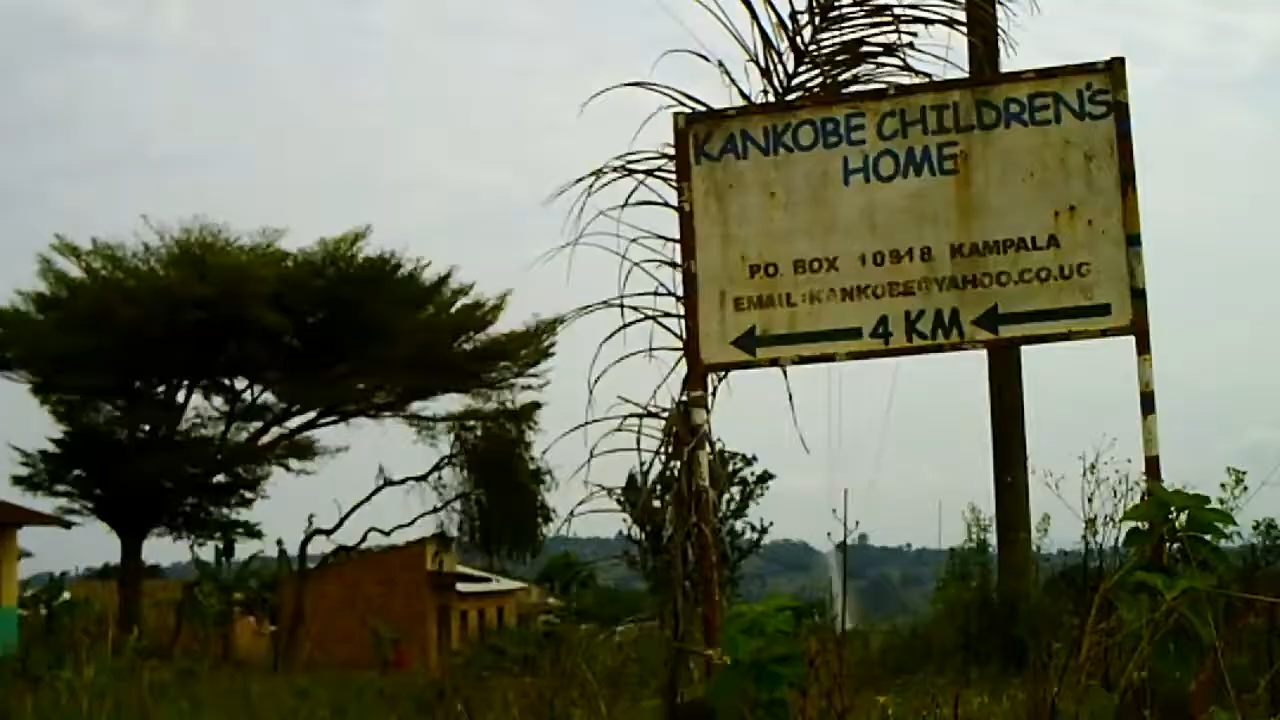 KANKOBE CHILDREN'S
HOME
P.O. BOX 10918 KAMPALA
EMAIL:KANKOBE@YAHOO.CO.UG
4 KM